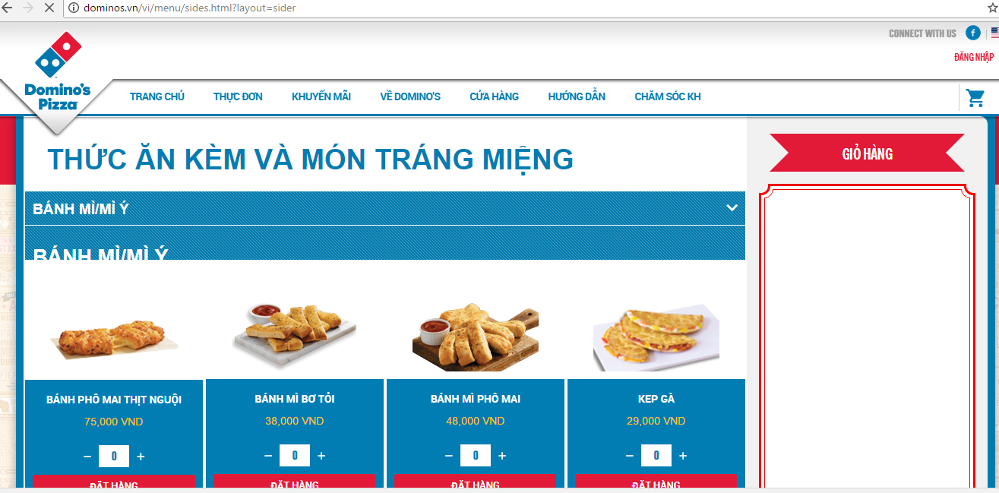 dominos.vn/vi/menu/sides.html?layout=sider
CONNECT WITH US
ĐĂNG NHẬP
Domino's
Pizza
TRANG CHỦ THỰC ĐƠN KHUYẾN MÃI VỀ DOMINO'S CỬA HÀNG HƯỚNG DẪN CHĂM SÓC KH
THỨC ĂN KÈM VÀ MÓN TRÁNG MIỆNG
GIỎ HÀNG
BÁNH MÌ/MÌ Ý
BÁNH MÌ/MÌ Ý
BÁNH PHÔ MAI THỊT NGUỘI
75,000 VND
0
ĐẶT HÀNG
BÁNH MÌ BƠ TỎI
38,000 VND
0
ĐẶT HÀNG
BÁNH MÌ PHÔ MAI
48,000 VND
0
ĐẶT HÀNG
KEP GÀ
29,000 VND
0
ĐẶT HÀNG